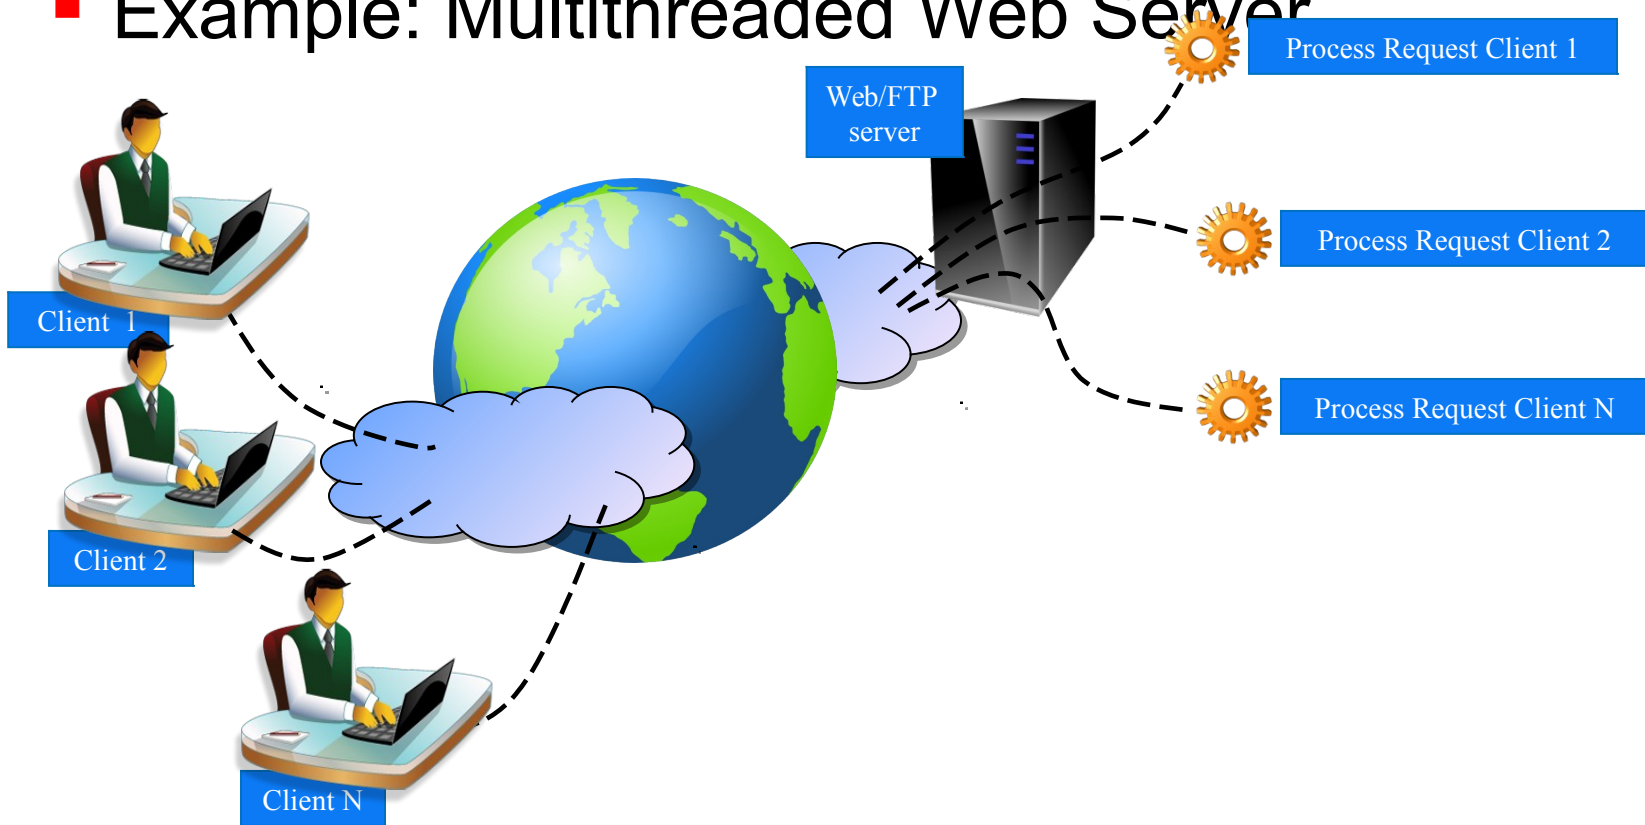 Example: Multithreaded Web Server
Process Request Client 1
Web/FTP
server
Process Request Client 2
Client 1
Process Request Client N
Client 2
Client N